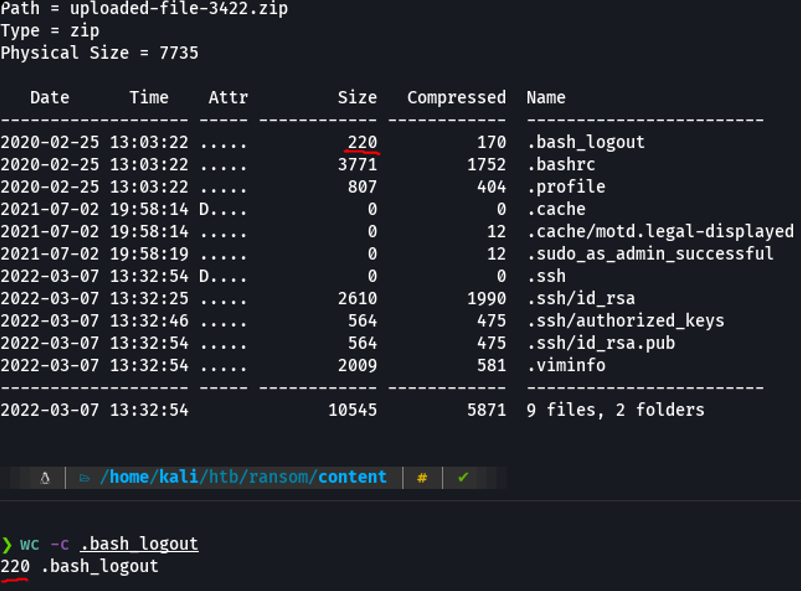 Path = uploaded-file-3422.zip
Type = zip
Physical Size = 7735
   Date      Time    Attr         Size   Compressed  Name
------------------- ----- ------------ ------------  ------------------------
2020-02-25 13:03:22 .....          220          170  .bash_logout
2020-02-25 13:03:22 .....         3771         1752  .bashrc
2020-02-25 13:03:22 .....          807          404  .profile
2021-07-02 19:58:14 D....            0            0  .cache
2021-07-02 19:58:14 .....            0           12  .cache/motd.legal-displayed
2021-07-02 19:58:19 .....            0           12  .sudo_as_admin_successful
2022-03-07 13:32:54 D....            0            0  .ssh
2022-03-07 13:32:25 .....         2610         1990  .ssh/id_rsa
2022-03-07 13:32:46 .....          564          475  .ssh/authorized_keys
2022-03-07 13:32:54 .....          564          475  .ssh/id_rsa.pub
2022-03-07 13:32:54 .....         2009          581  .viminfo
------------------- ----- ------------ ------------  ------------------------
2022-03-07 13:32:54              10545         5871  9 files, 2 folders
/home/kali/htb/ransom/content | # | ✔
❯ wc -c .bash_logout
220 .bash_logout